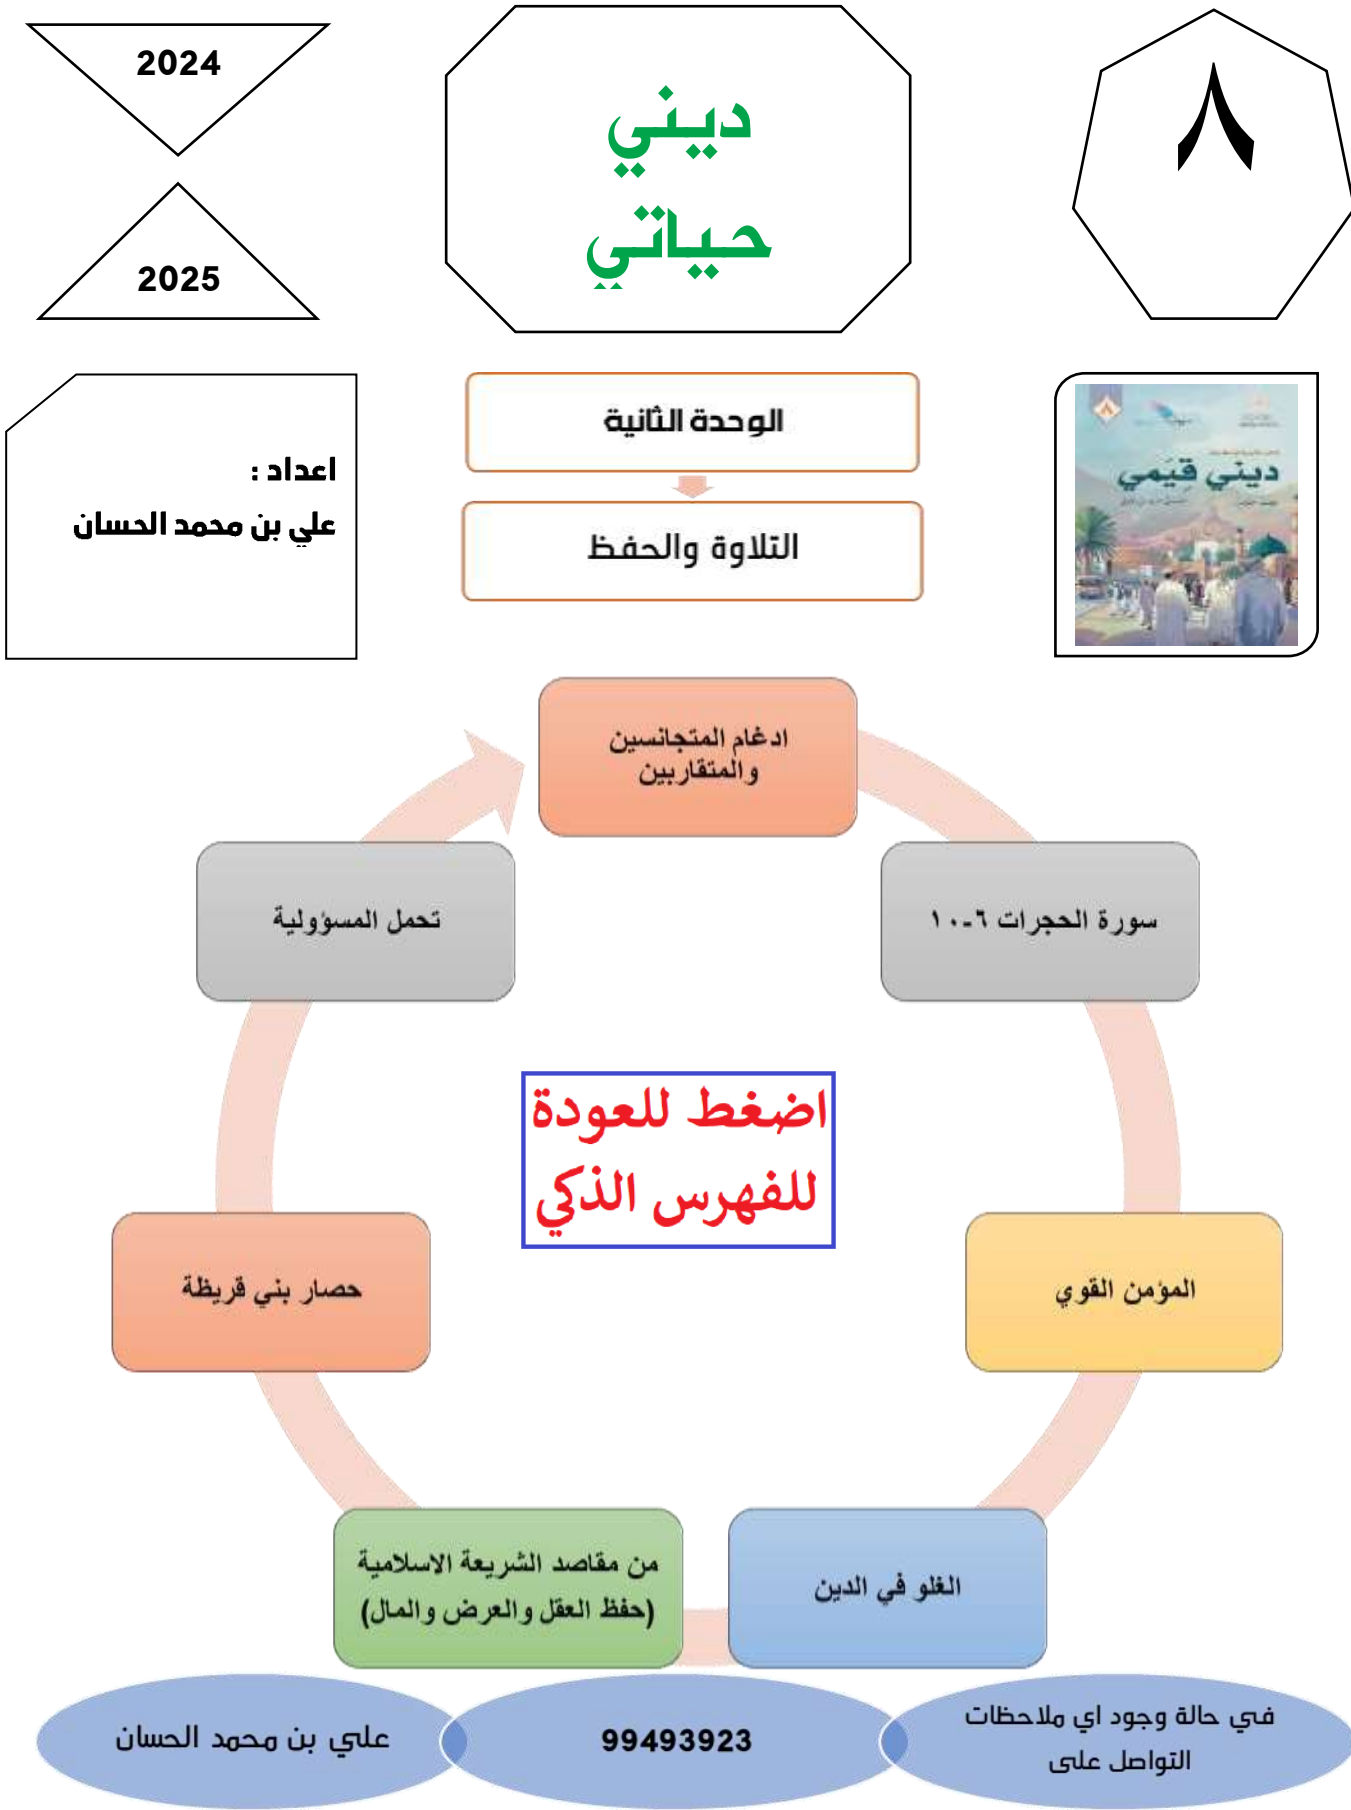 ٨
ديني
حياتي
2024
2025
ديني قيمي
الوحدة الثانية
التلاوة والحفظ
اعداد :
علي بن محمد الحسان
ادغام المتجانسين
والمتقاربين
سورة الحجرات ٦-١٠
المؤمن القوي
الغلو في الدين
من مقاصد الشريعة الاسلامية
(حفظ العقل والعرض والمال)
حصار بني قريظة
تحمل المسؤولية
اضغط للعودة
للفهرس الذكي
في حالة وجود اي ملاحظات
التواصل على
99493923
علي بن محمد الحسان